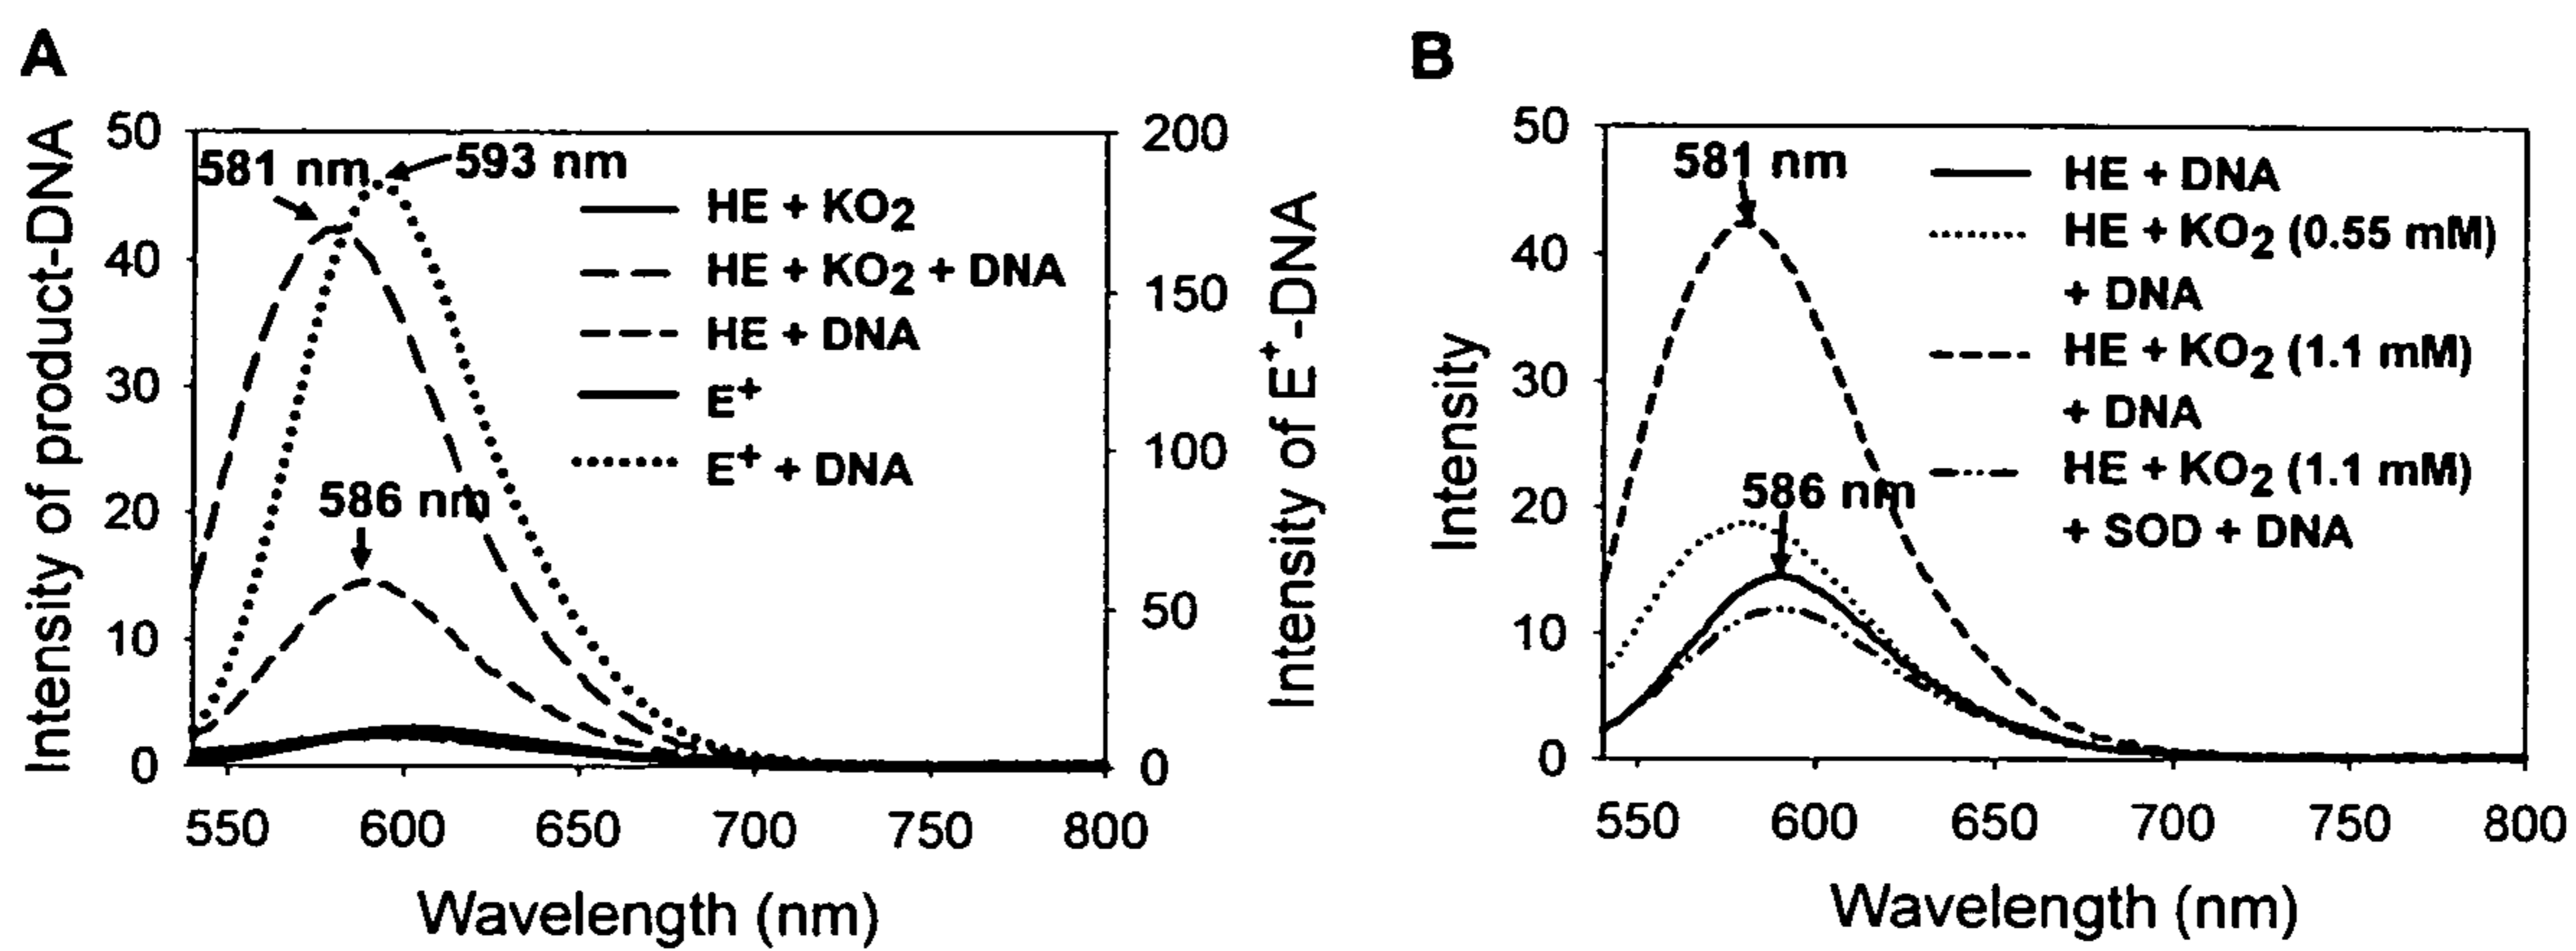 A
Intensity of product-DNA
50
40
30
20
10
0
581 nm
593 nm
586 nm
HE + KO2
HE + KO2 + DNA
HE + DNA
E+
E+ + DNA
200
150
100
50
0
Intensity of E+-DNA
550 600 650 700 750 800
Wavelength (nm)
B
Intensity
50
40
30
20
10
0
581 nm
586 nm
HE + DNA
HE + KO2 (0.55 mM)
+ DNA
HE + KO2 (1.1 mM)
+ DNA
HE + KO2 (1.1 mM)
+ SOD + DNA
550 600 650 700 750 800
Wavelength (nm)